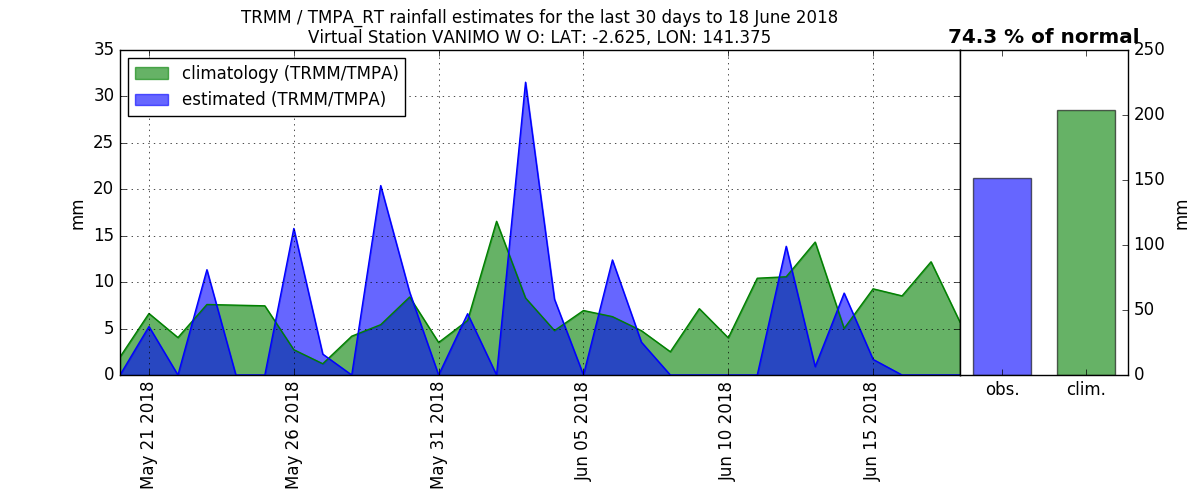 TRMM / TMPA_RT rainfall estimates for the last 30 days to 18 June 2018
Virtual Station VANIMO W O: LAT: -2.625, LON: 141.375
74.3 % of normal
climatology (TRMM/TMPA)
estimated (TRMM/TMPA)
mm
35
30
25
20
15
10
5
0
May 21 2018
May 26 2018
May 31 2018
Jun 05 2018
Jun 10 2018
Jun 15 2018
obs.
clim.
250
200
150
100
50
0
mm